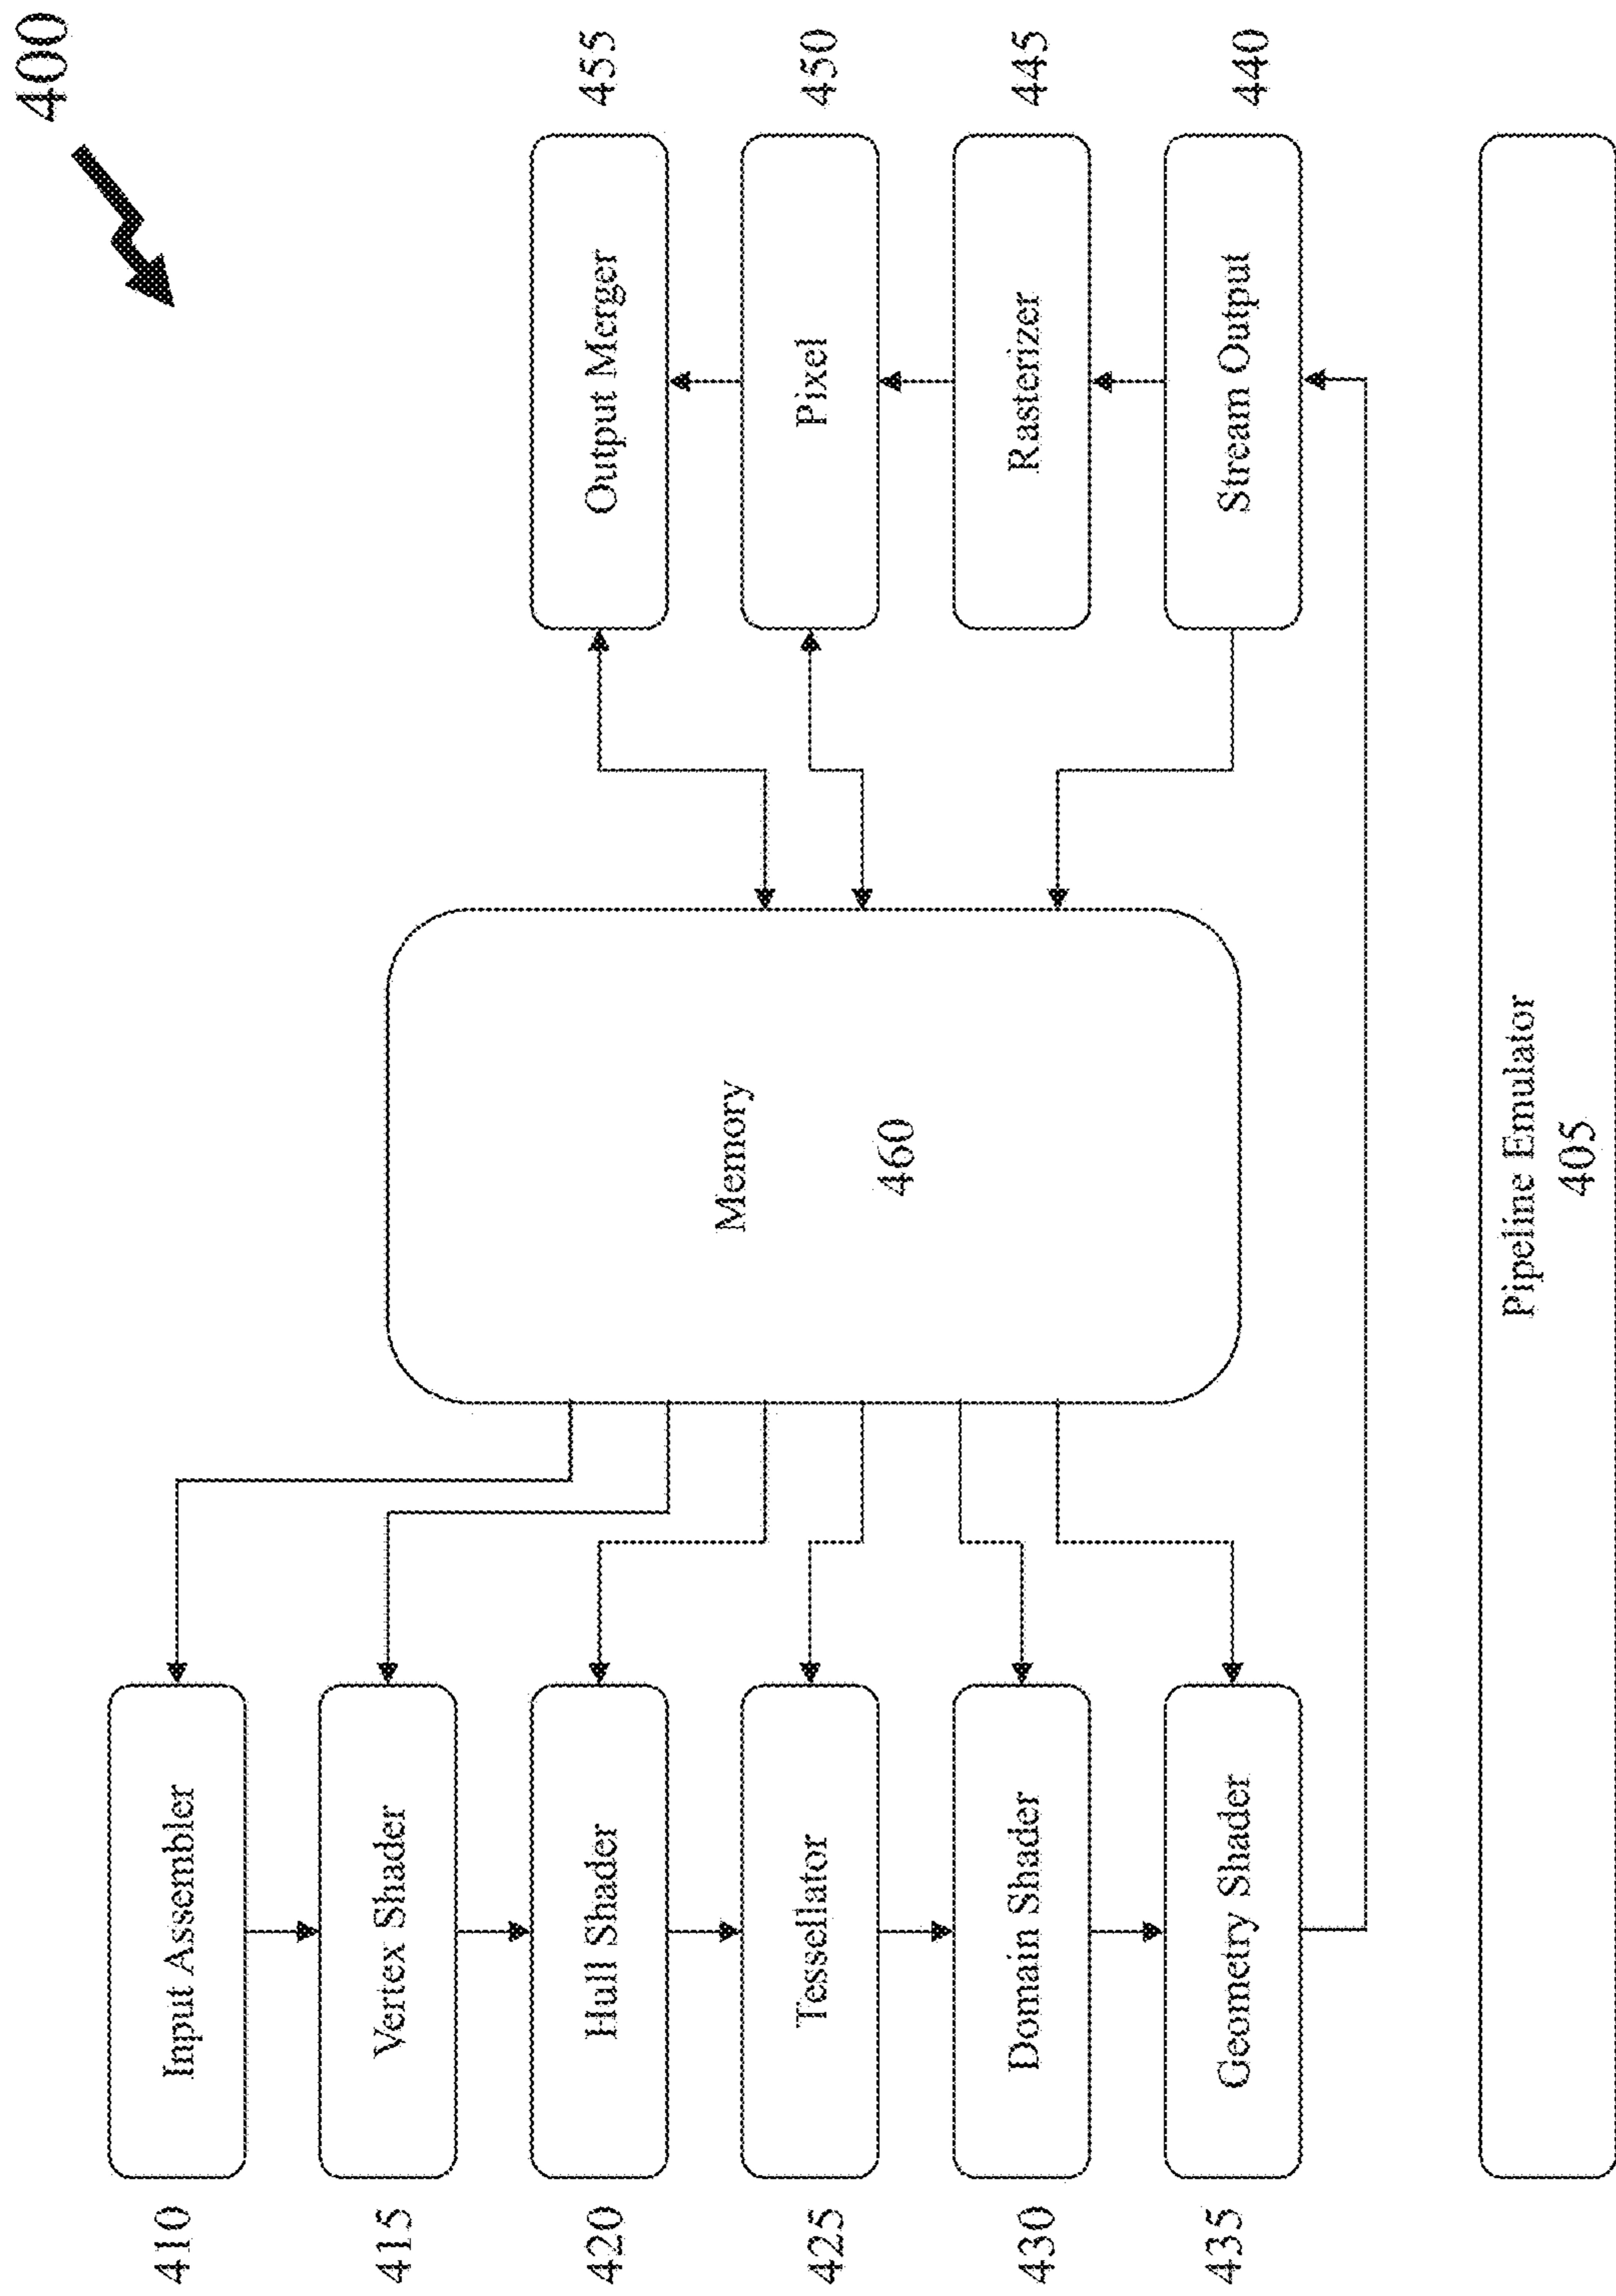 400
410
Input Assembler
415
Vertex Shader
420
Hull Shader
425
Tessellator
430
Domain Shader
435
Geometry Shader
Memory
460
Output Merger
455
Pixel
450
Rasterizer
445
Stream Output
440
Pipeline Emulator
405